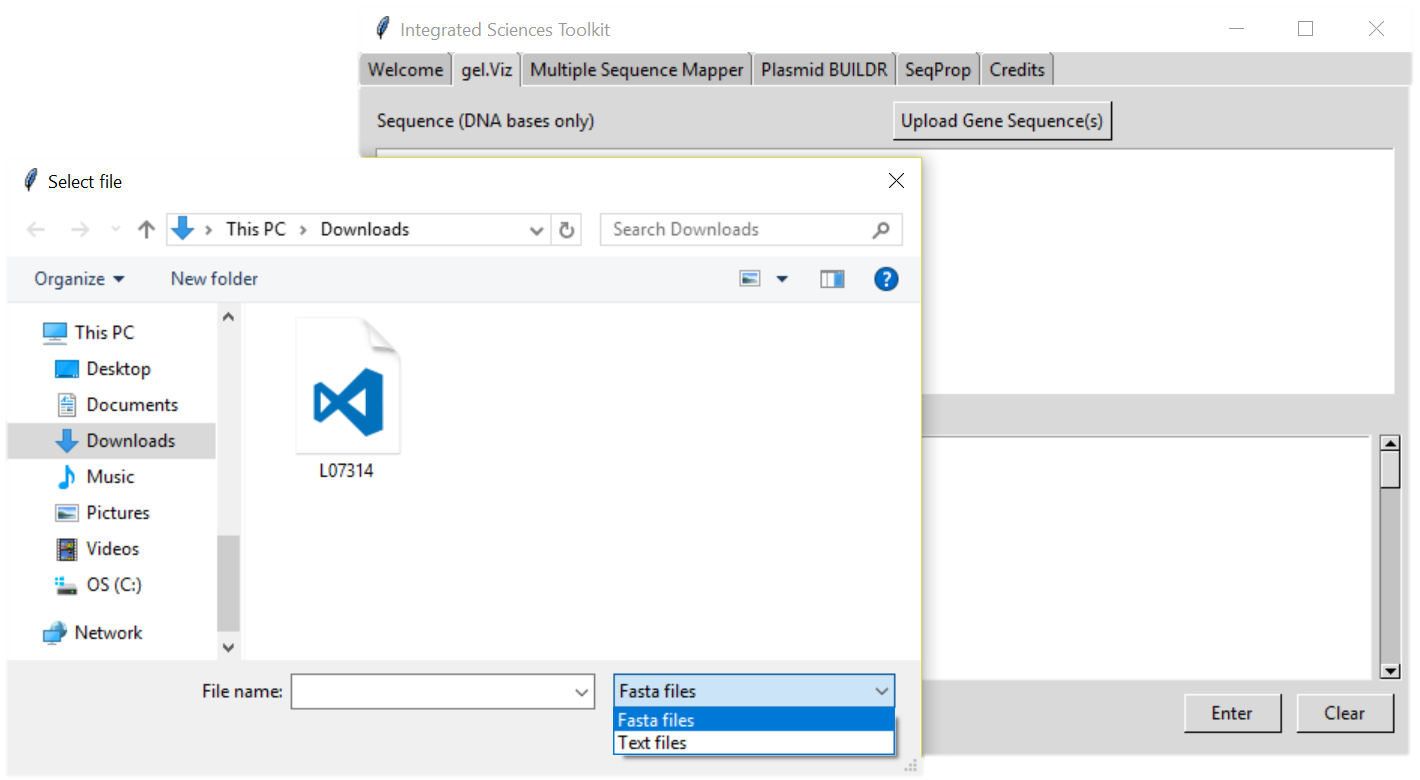 Integrated Sciences Toolkit
Welcome gel.Viz Multiple Sequence Mapper Plasmid BUILDR SeqProp Credits
Sequence (DNA bases only) Upload Gene Sequence(s)
Select file
This PC Downloads Search Downloads
Organize New folder
This PC
Desktop
Documents
Downloads
Music
Pictures
Videos
OS (C:)
Network
L07314
File name: Fasta files
Fasta files
Text files
Enter Clear